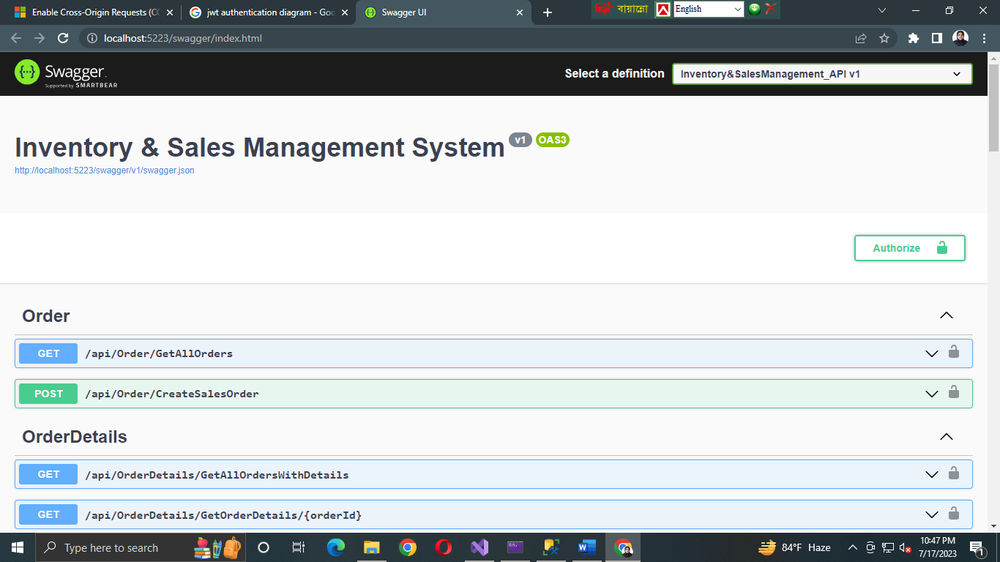 Enable Cross-Origin Requests (CO
jwt authentication diagram - Goo
Swagger UI
বায়ান্নো
English
localhost:5223/swagger/index.html
Swagger
Supported by SMARTBEAR
Select a definition
Inventory&SalesManagement_API v1
Inventory & Sales Management System v1 OAS3
http://localhost:5223/swagger/v1/swagger.json
Authorize
Order
GET /api/Order/GetAllOrders
POST /api/Order/CreateSalesOrder
OrderDetails
GET /api/OrderDetails/GetAllOrdersWithDetails
GET /api/OrderDetails/GetOrderDetails/{orderId}
Type here to search
84°F Haze
10:47 PM
7/17/2023
1